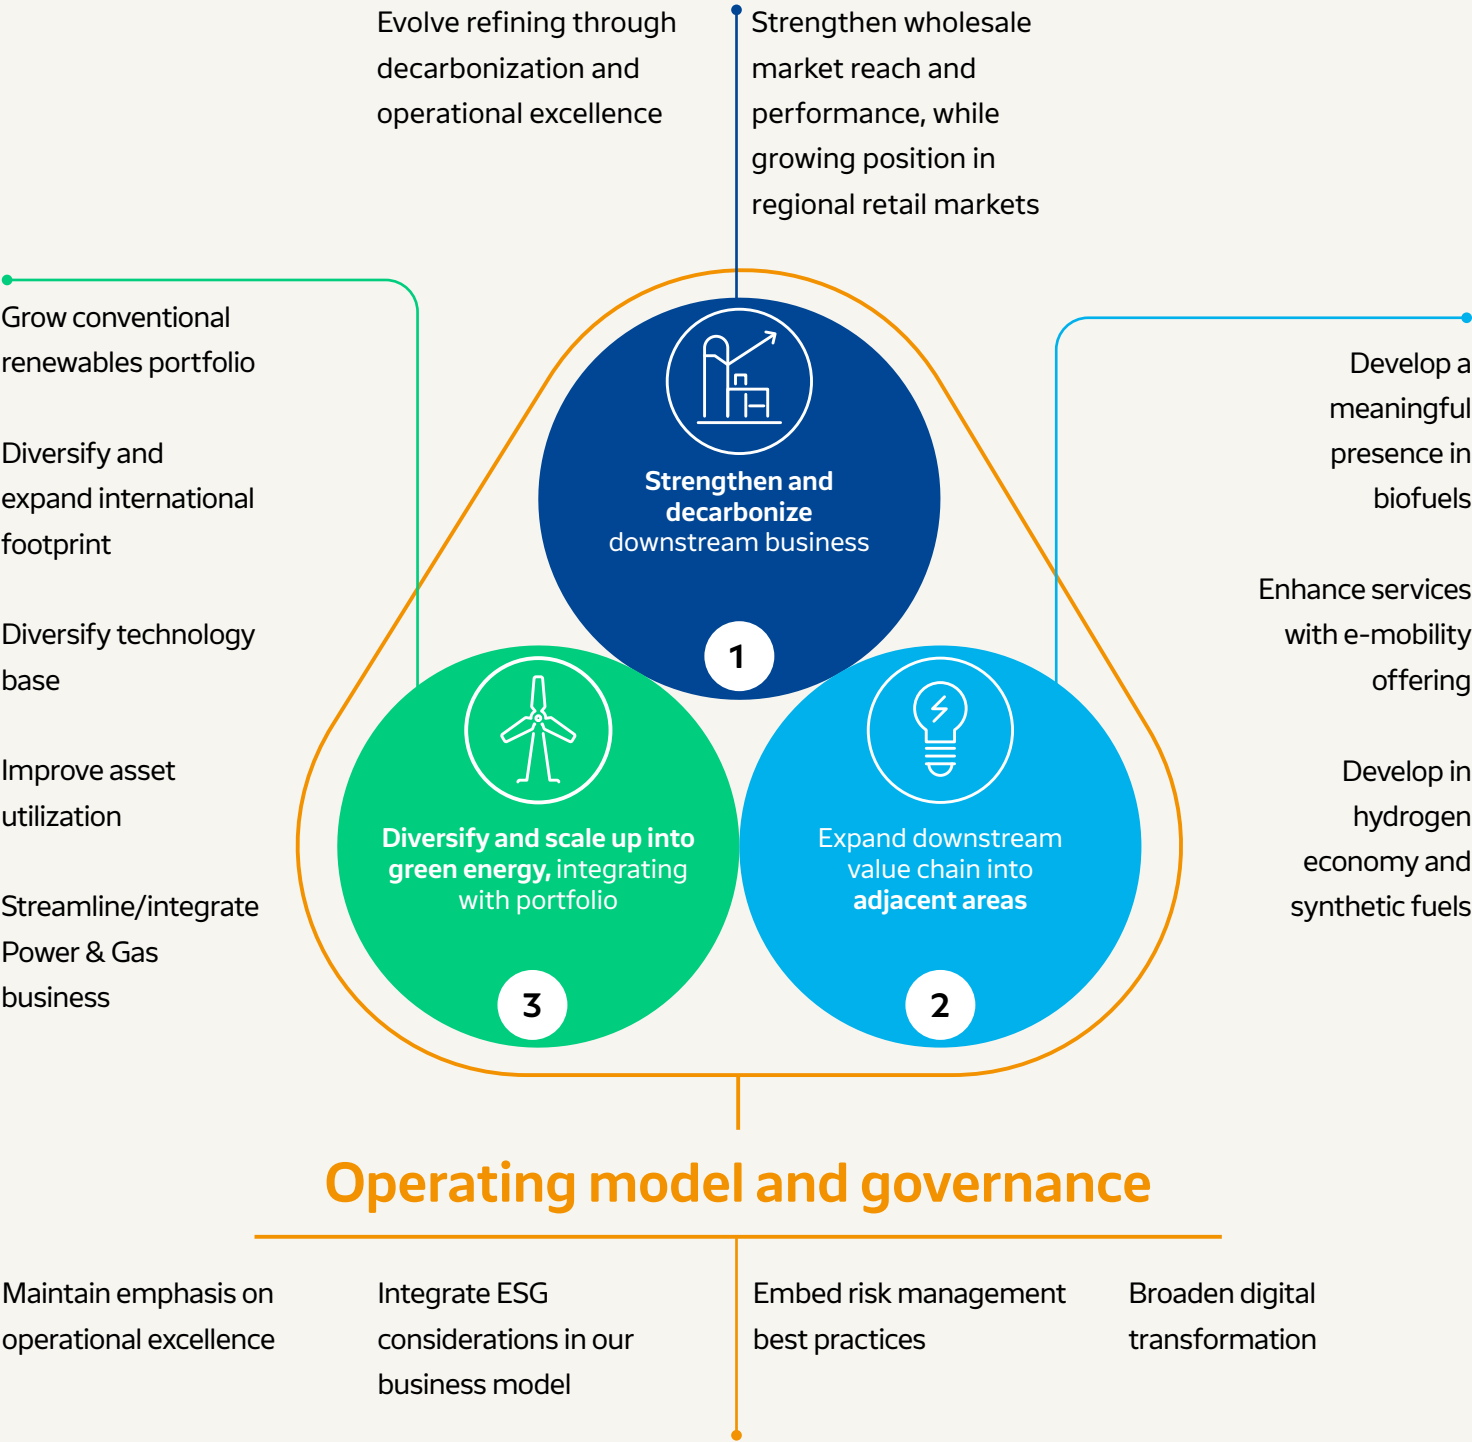 Evolve refining through
decarbonization and
operational excellence
Strengthen wholesale
market reach and
performance, while
growing position in
regional retail markets
Grow conventional
renewables portfolio
Diversify and
expand international
footprint
Diversify technology
base
Improve asset
utilization
Streamline/integrate
Power & Gas
business
Strengthen and
decarbonize
downstream business
1
Diversify and scale up into
green energy, integrating
with portfolio
3
Expand downstream
value chain into
adjacent areas
2
Develop a
meaningful
presence in
biofuels
Enhance services
with e-mobility
offering
Develop in
hydrogen
economy and
synthetic fuels
Operating model and governance
Maintain emphasis on
operational excellence
Integrate ESG
considerations in our
business model
Embed risk management
best practices
Broaden digital
transformation